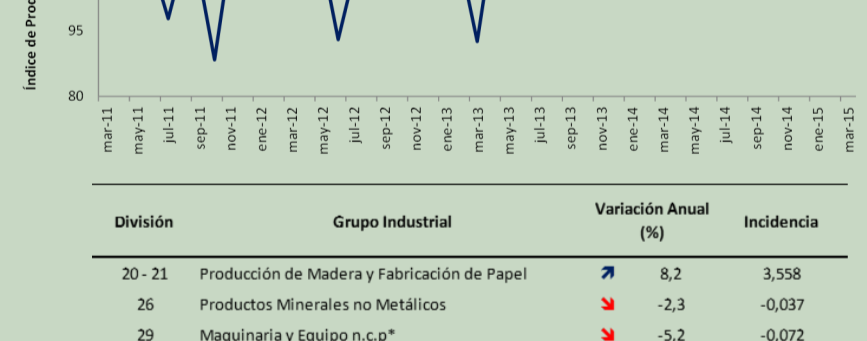 Índice de Proc
95
80
mar-11 may-11 jul-11 sep-11 nov-11 ene-12 mar-12 may-12 jul-12 sep-12 nov-12 ene-13 mar-13 may-13 jul-13 sep-13 nov-13 ene-14 mar-14 may-14 jul-14 sep-14 nov-14 ene-15 mar-15
División Grupo Industrial Variación Anual (%) Incidencia
20 - 21 Producción de Madera y Fabricación de Papel 8,2 3,558
26 Productos Minerales no Metálicos -2,3 -0,037
29 Maquinaria y Equipo n.c.p* -5,2 -0,072